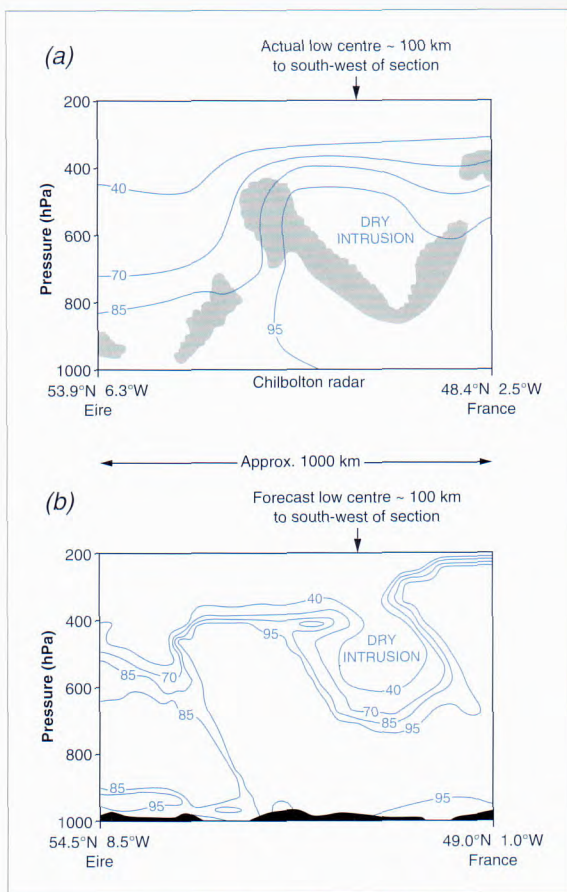 (a)
Actual low centre ~ 100 km
to south-west of section
200
400
600
800
1000
Pressure (hPa)
40
70
85
95
DRY
INTRUSION
Chilbolton radar
53.9°N 6.3°W
Eire
48.4°N 2.5°W
France
Approx. 1000 km
(b)
Forecast low centre ~ 100 km
to south-west of section
200
400
600
800
1000
Pressure (hPa)
40
95
85
70
85
85
95
DRY
INTRUSION
40
70
85
95
95
54.5°N 8.5°W
Eire
49.0°N 1.0°W
France